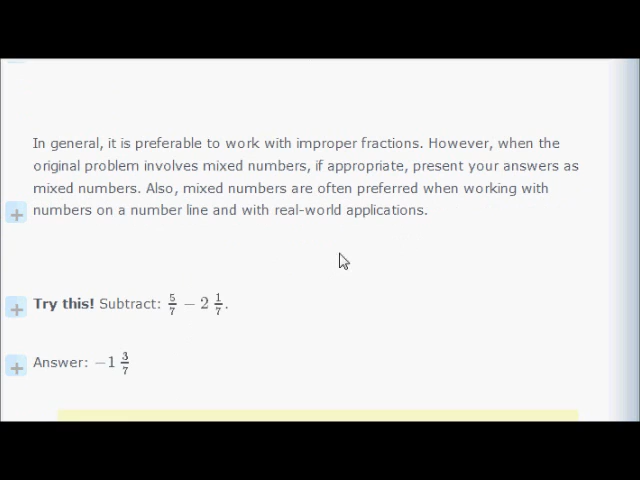 In general, it is preferable to work with improper fractions. However, when the
original problem involves mixed numbers, if appropriate, present your answers as
mixed numbers. Also, mixed numbers are often preferred when working with
numbers on a number line and with real-world applications.
Try this! Subtract: 5/7 − 2 1/7.
Answer: −1 3/7